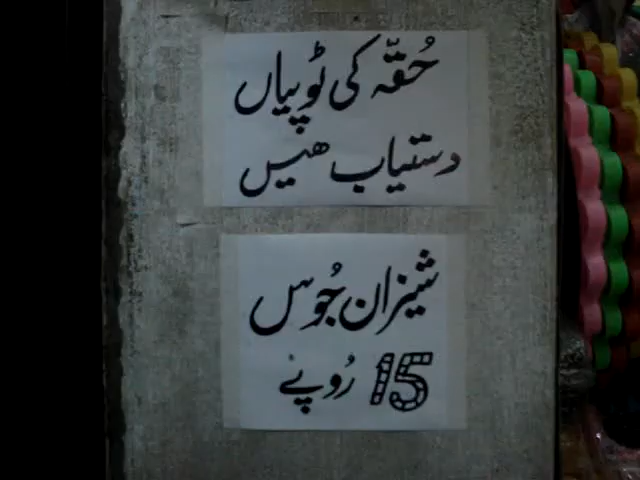 حُقّہ کی ٹوپیاں
دستیاب ھیں
شیزان جُوس
15 رُوپے